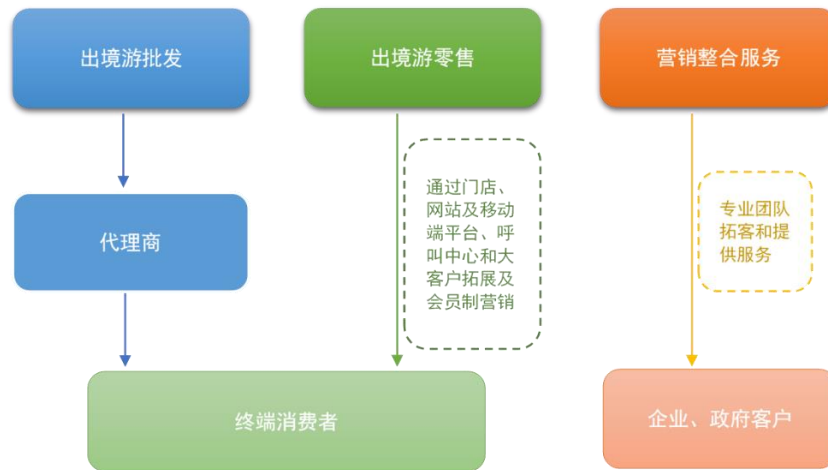 出境游批发
出境游零售
营销整合服务
通过门店、
网站及移动
端平台、呼
叫中心和大
客户拓展及
会员制营销
专业团队
拓客和提
供服务
代理商
终端消费者
企业、政府客户